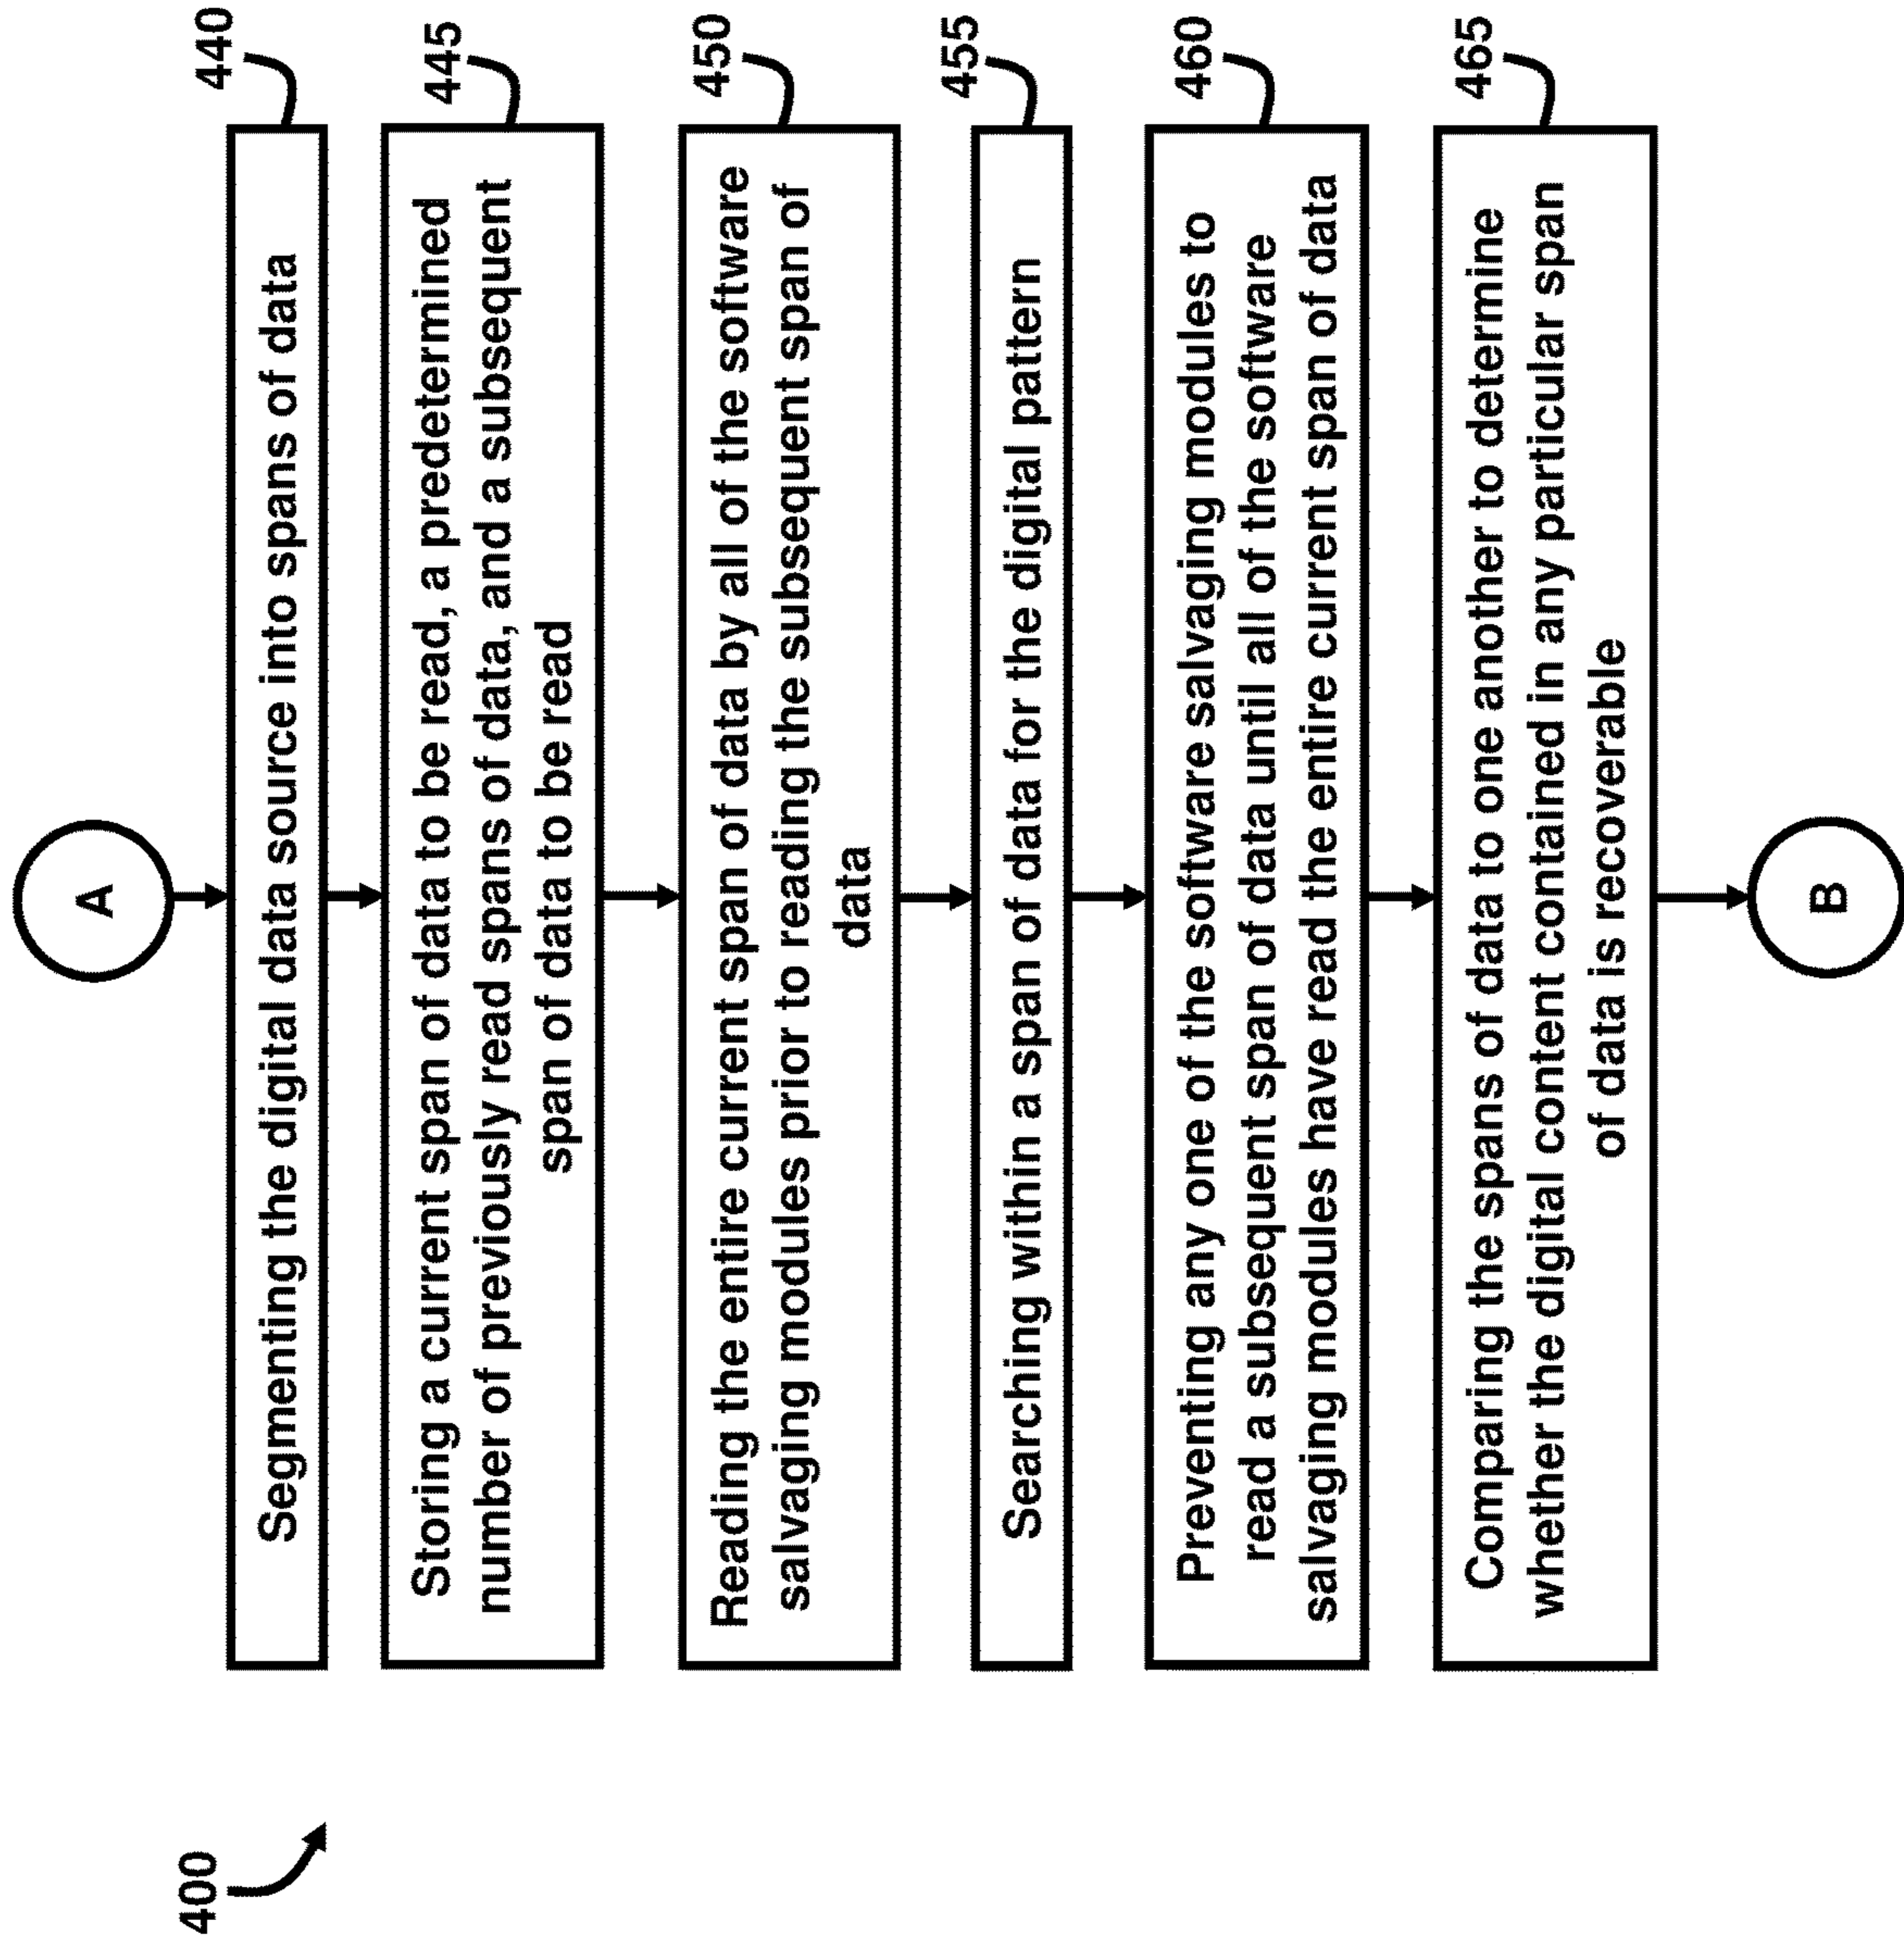 400
A
Segmenting the digital data source into spans of data
440
Storing a current span of data to be read, a predetermined
number of previously read spans of data, and a subsequent
span of data to be read
445
Reading the entire current span of data by all of the software
salvaging modules prior to reading the subsequent span of
data
450
Searching within a span of data for the digital pattern
455
Preventing any one of the software salvaging modules to
read a subsequent span of data until all of the software
salvaging modules have read the entire current span of data
460
Comparing the spans of data to one another to determine
whether the digital content contained in any particular span
of data is recoverable
465
B